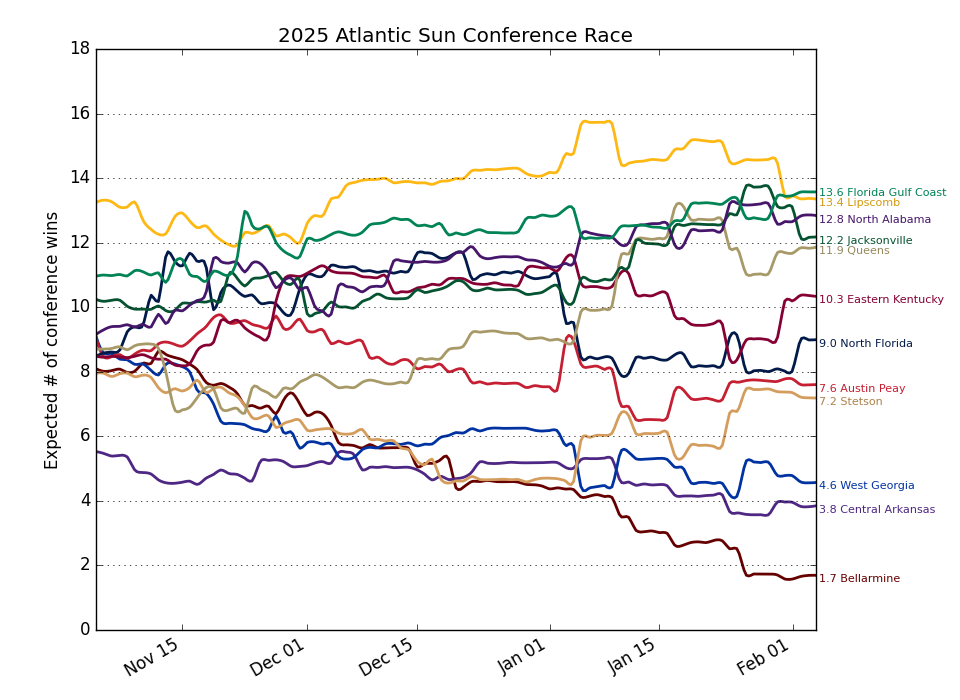 2025 Atlantic Sun Conference Race
Expected # of conference wins
18
16
14
12
10
8
6
4
2
0
13.6 Florida Gulf Coast
13.4 Lipscomb
12.8 North Alabama
12.2 Jacksonville
11.9 Queens
10.3 Eastern Kentucky
9.0 North Florida
7.6 Austin Peay
7.2 Stetson
4.6 West Georgia
3.8 Central Arkansas
1.7 Bellarmine
Nov 15
Dec 01
Dec 15
Jan 01
Jan 15
Feb 01